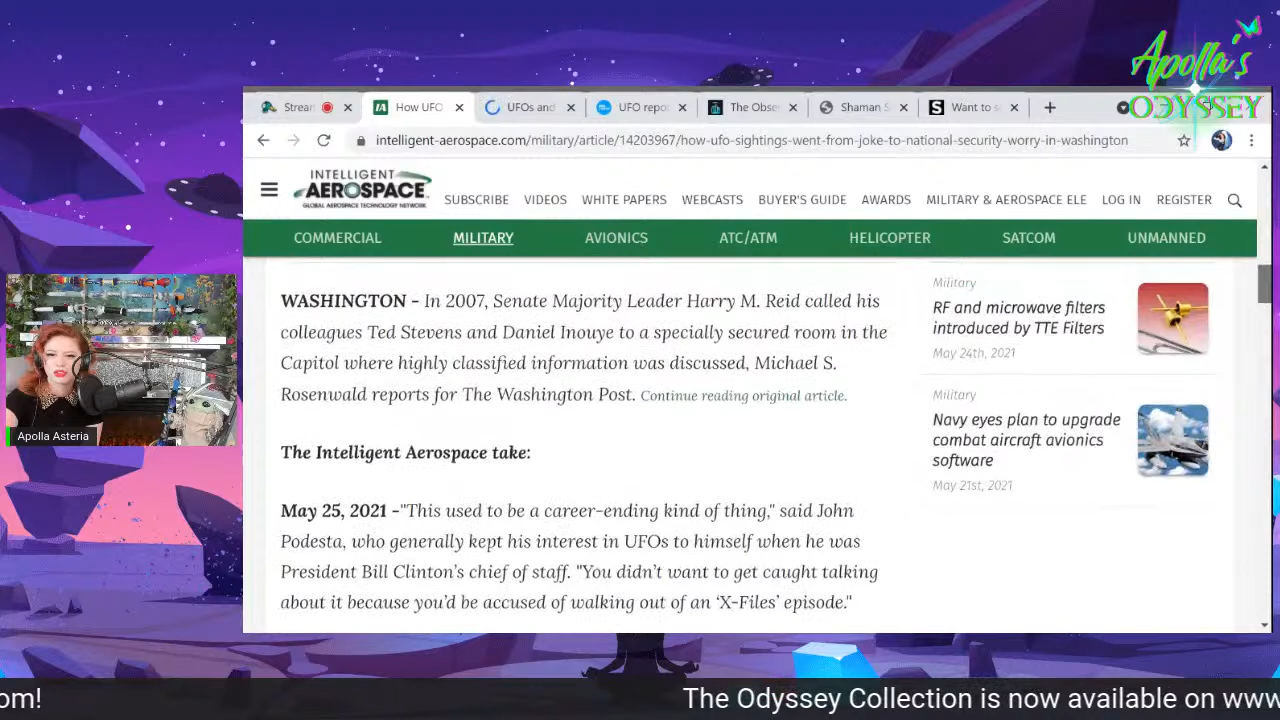 Apolla's
ODYSSEY
Strean
How UFO
UFOs and
UFO repo
The Obse
Shaman S
Want to s
intelligent-aerospace.com/military/article/14203967/how-ufo-sightings-went-from-joke-to-national-security-worry-in-washington
INTELLIGENT
AEROSPACE
GLOBAL AEROSPACE TECHNOLOGY NETWORK
SUBSCRIBE VIDEOS WHITE PAPERS WEBCASTS BUYER'S GUIDE AWARDS MILITARY & AEROSPACE ELE LOG IN REGISTER
COMMERCIAL MILITARY AVIONICS ATC/ATM HELICOPTER SATCOM UNMANNED
WASHINGTON - In 2007, Senate Majority Leader Harry M. Reid called his
colleagues Ted Stevens and Daniel Inouye to a specially secured room in the
Capitol where highly classified information was discussed, Michael S.
Rosenwald reports for The Washington Post. Continue reading original article.
The Intelligent Aerospace take:
May 25, 2021 -"This used to be a career-ending kind of thing," said John
Podesta, who generally kept his interest in UFOs to himself when he was
President Bill Clinton's chief of staff. "You didn't want to get caught talking
about it because you'd be accused of walking out of an 'X-Files' episode."
Military
RF and microwave filters
introduced by TTE Filters
May 24th, 2021
Military
Navy eyes plan to upgrade
combat aircraft avionics
software
May 21st, 2021
Apolla Asteria
om! The Odyssey Collection is now available on www